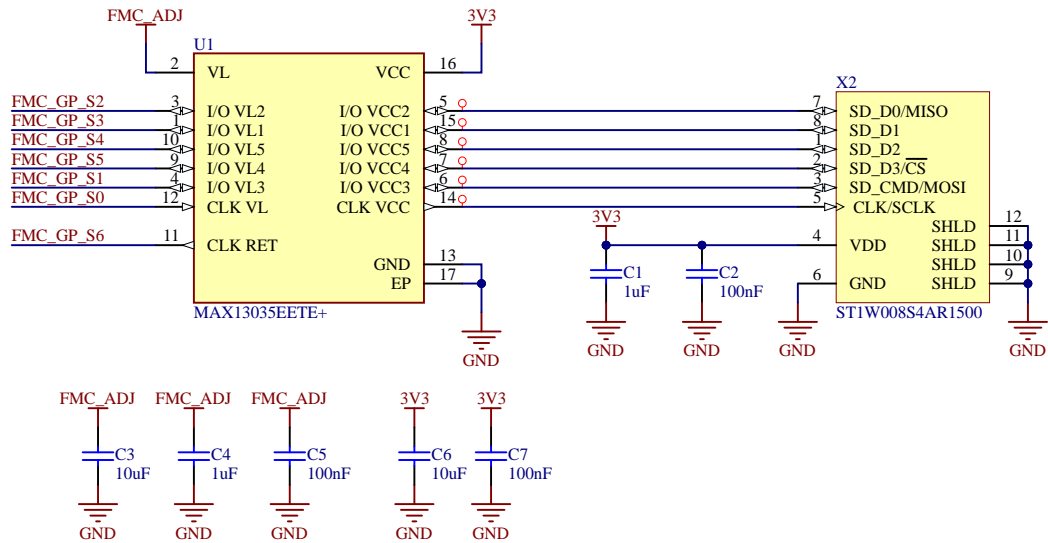 FMC_ADJ
3V3
U1
2 VL VCC 16
X2
FMC_GP_S2 3 I/O VL2 I/O VCC2 5 7 SD_D0/MISO
FMC_GP_S3 1 I/O VL1 I/O VCC1 15 8 SD_D1
FMC_GP_S4 10 I/O VL5 I/O VCC5 8 1 SD_D2
FMC_GP_S5 9 I/O VL4 I/O VCC4 7 2 SD_D3/CS
FMC_GP_S1 4 I/O VL3 I/O VCC3 6 3 SD_CMD/MOSI
FMC_GP_S0 12 CLK VL CLK VCC 14 5 CLK/SCLK
3V3
SHLD 12
FMC_GP_S6 11 CLK RET 4 VDD SHLD 11
GND 13 SHLD 10
EP 17 C1 C2 6 GND SHLD 9
1uF 100nF
MAX13035EETE+ ST1W008S4AR1500
GND GND GND GND GND
FMC_ADJ FMC_ADJ FMC_ADJ 3V3 3V3
C3 C4 C5 C6 C7
10uF 1uF 100nF 10uF 100nF
GND GND GND GND GND